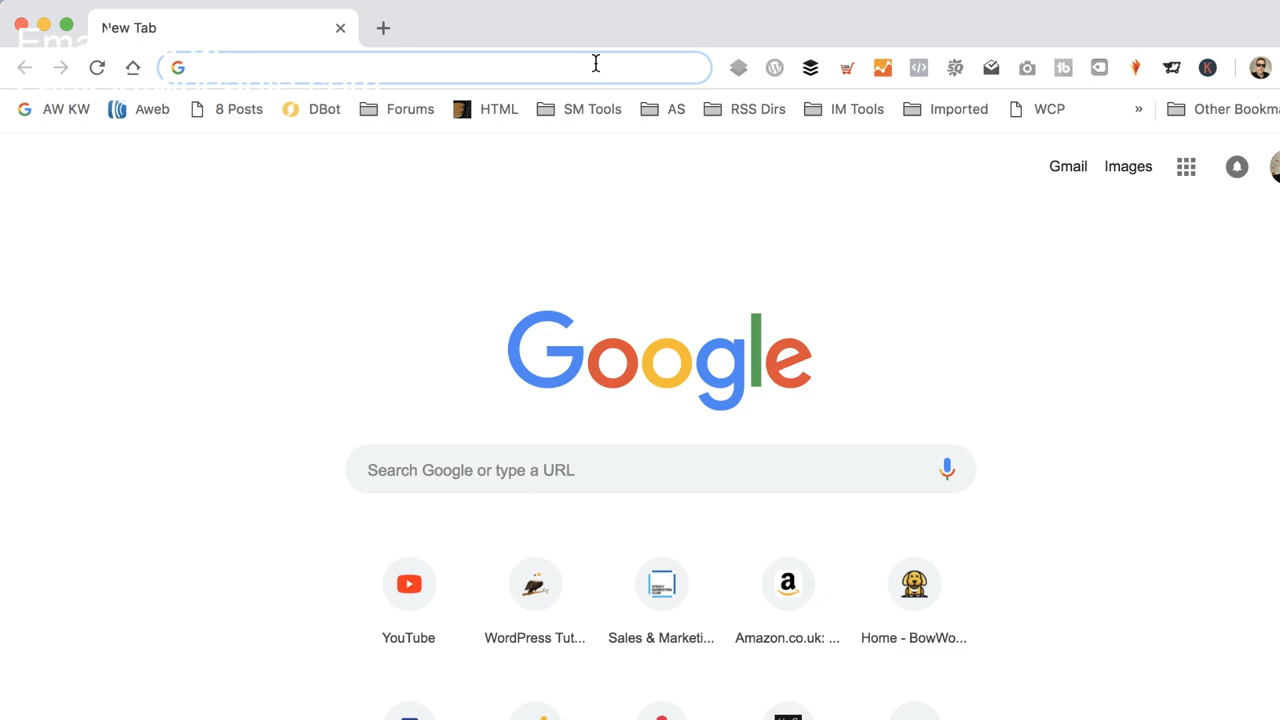 New Tab
AW KW Aweb 8 Posts DBot Forums HTML SM Tools AS RSS Dirs IM Tools Imported WCP » Other Bookma
Gmail Images
Google
Search Google or type a URL
YouTube WordPress Tut... Sales & Marketi... Amazon.co.uk: ... Home - BowWo...